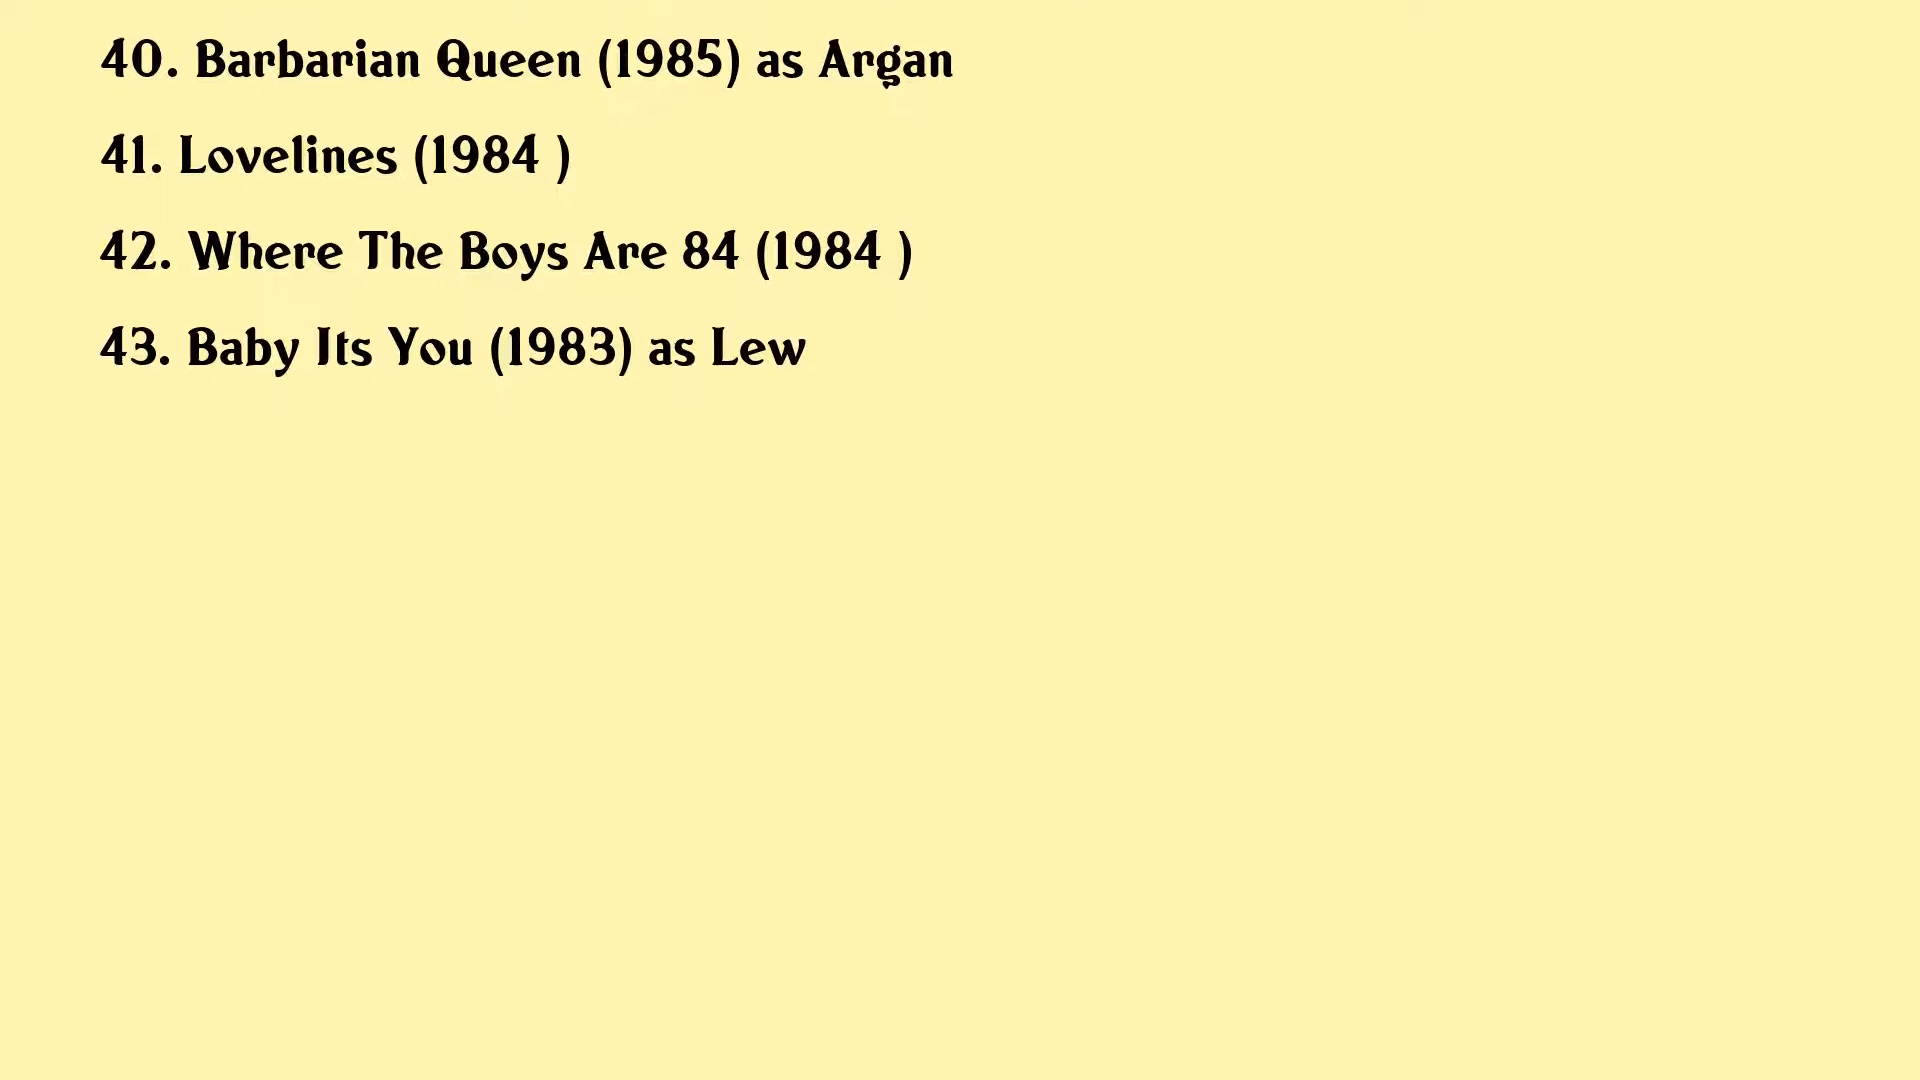 40. Barbarian Queen (1985) as Argan
41. Lovelines (1984 )
42. Where The Boys Are 84 (1984 )
43. Baby Its You (1983) as Lew